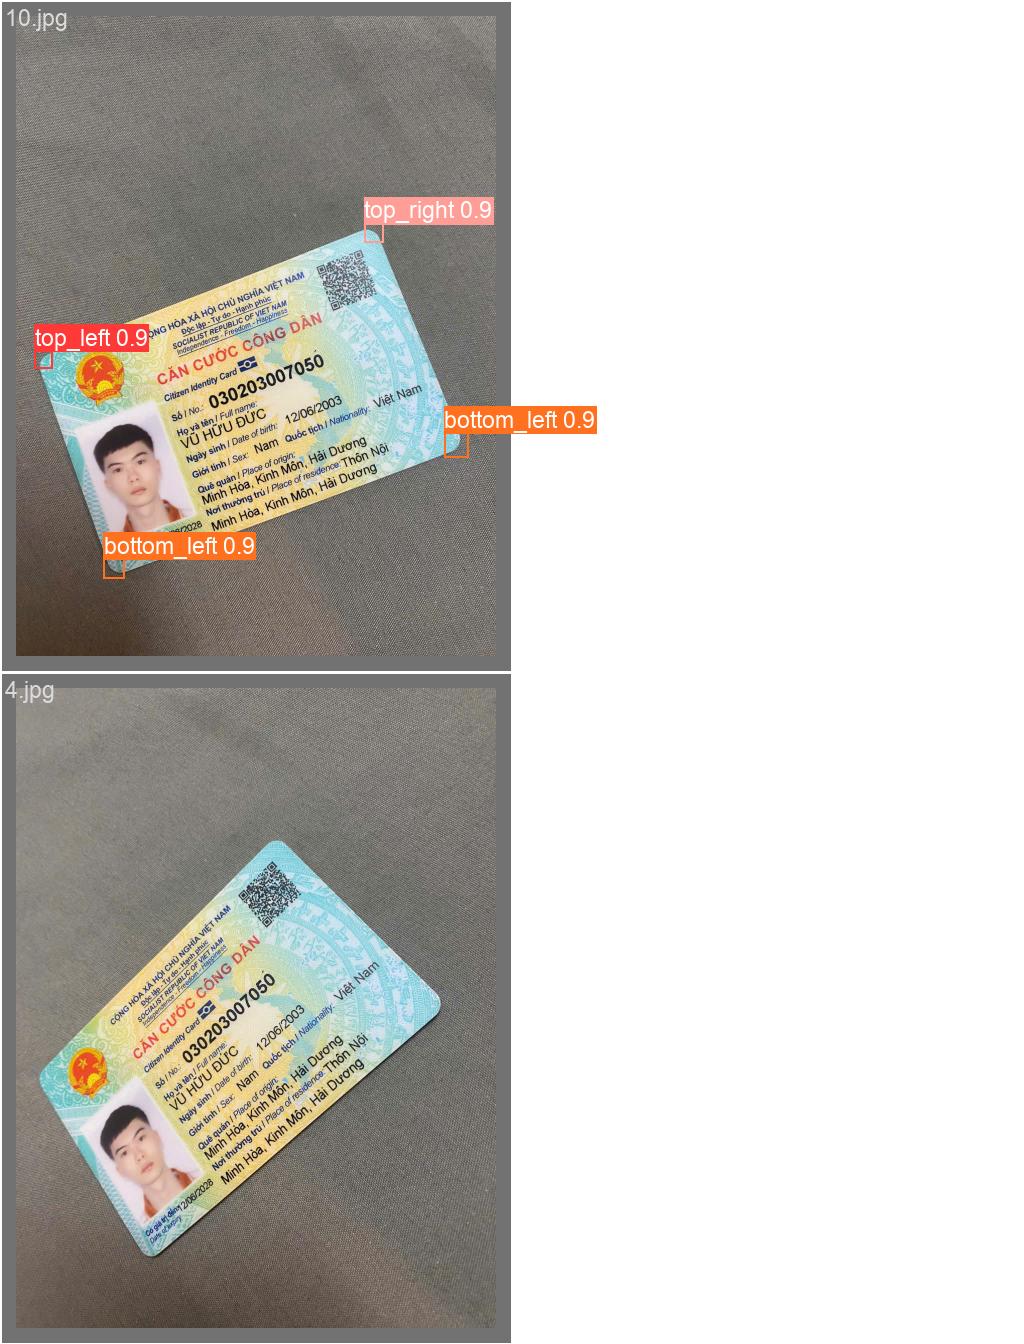 10.jpg
top_right 0.9
CỘNG HÒA XÃ HỘI CHỦ NGHĨA VIỆT NAM
Độc lập - Tự do - Hạnh phúc
SOCIALIST REPUBLIC OF VIET NAM
Independence - Freedom - Happiness
top_left 0.9
CĂN CƯỚC CÔNG DÂN
Citizen Identity Card
Số / No.: 030203007050
Họ và tên / Full name:
VŨ HỮU ĐỨC
Ngày sinh / Date of birth: 12/06/2003
Giới tính / Sex: Nam Quốc tịch / Nationality: Việt Nam
bottom_left 0.9
Quê quán / Place of origin:
Minh Hòa, Kinh Môn, Hải Dương
Nơi thường trú / Place of residence: Thôn Nội
Minh Hòa, Kinh Môn, Hải Dương
/2028
bottom_left 0.9
4.jpg
CỘNG HÒA XÃ HỘI CHỦ NGHĨA VIỆT NAM
Độc lập - Tự do - Hạnh phúc
SOCIALIST REPUBLIC OF VIET NAM
Independence - Freedom - Happiness
CĂN CƯỚC CÔNG DÂN
Citizen Identity Card
Số / No.: 030203007050
Họ và tên / Full name:
VŨ HỮU ĐỨC
Ngày sinh / Date of birth: 12/06/2003
Giới tính / Sex: Nam Quốc tịch / Nationality: Việt Nam
Quê quán / Place of origin:
Minh Hòa, Kinh Môn, Hải Dương
Nơi thường trú / Place of residence: Thôn Nội
Minh Hòa, Kinh Môn, Hải Dương
Có giá trị đến: 12/06/2028
Date of expiry